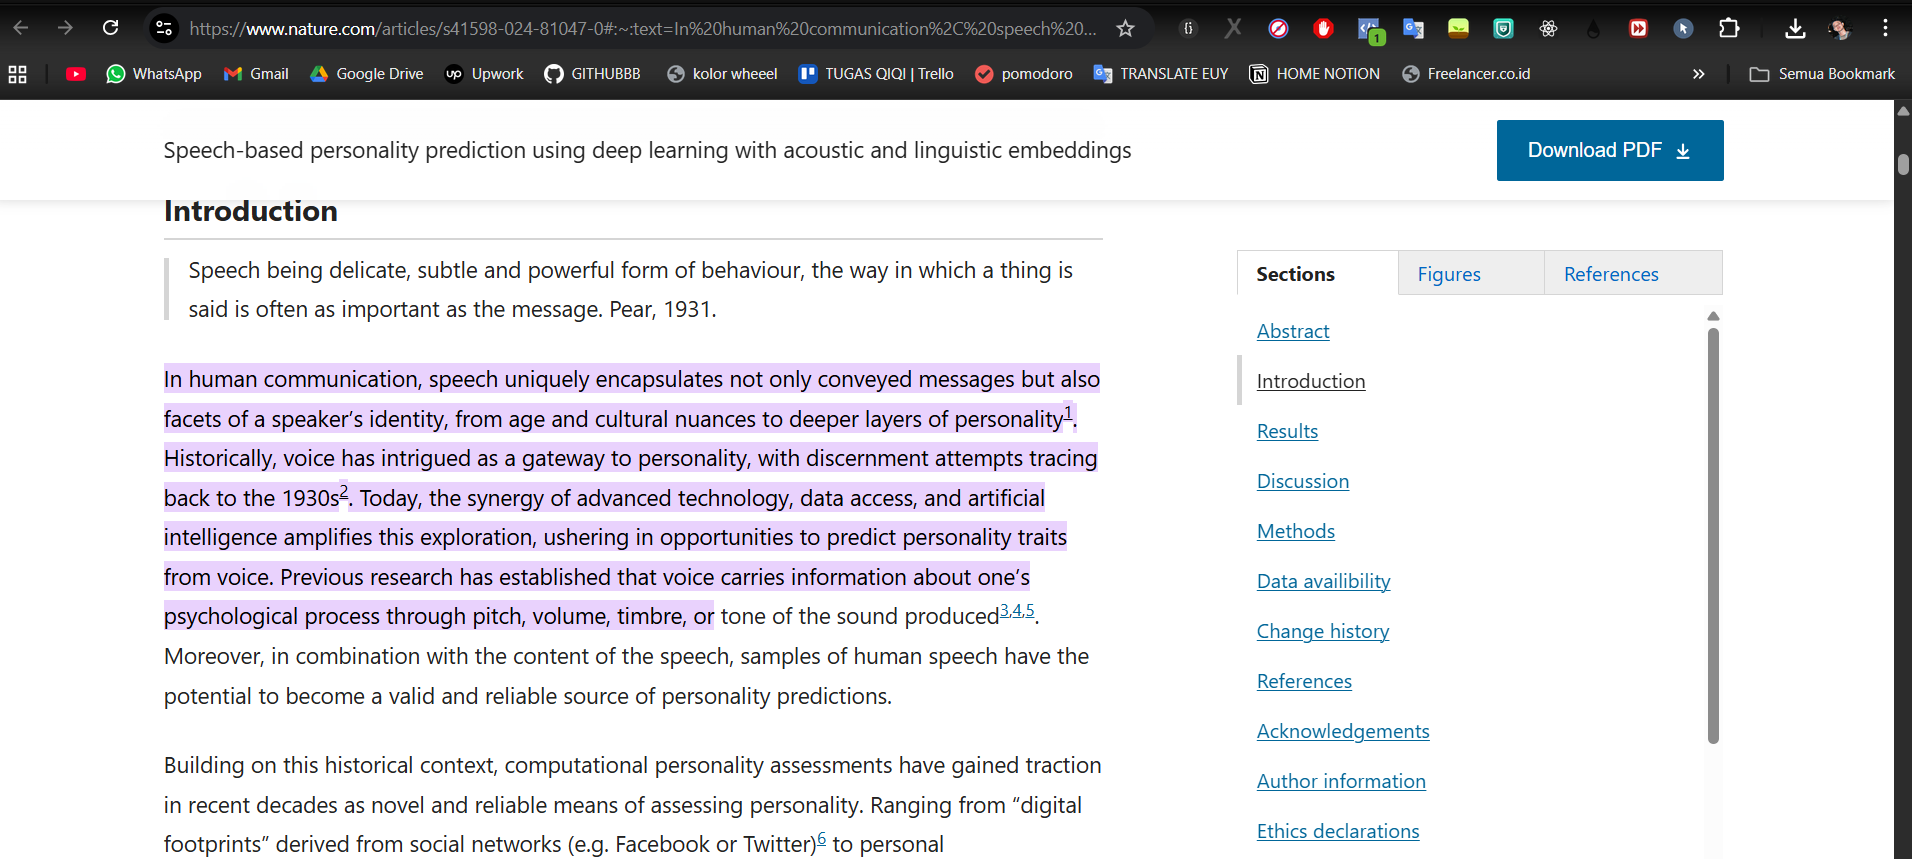 https://www.nature.com/articles/s41598-024-81047-0#:~:text=In%20human%20communication%2C%20speech%20...
WhatsApp
Gmail
Google Drive
Upwork
GITHUBBB
kolor wheeel
TUGAS QIQI | Trello
pomodoro
TRANSLATE EUY
HOME NOTION
Freelancer.co.id
»
Semua Bookmark
1
Speech-based personality prediction using deep learning with acoustic and linguistic embeddings
Download PDF
Introduction
Speech being delicate, subtle and powerful form of behaviour, the way in which a thing is
said is often as important as the message. Pear, 1931.
In human communication, speech uniquely encapsulates not only conveyed messages but also
facets of a speaker’s identity, from age and cultural nuances to deeper layers of personality1.
Historically, voice has intrigued as a gateway to personality, with discernment attempts tracing
back to the 1930s2. Today, the synergy of advanced technology, data access, and artificial
intelligence amplifies this exploration, ushering in opportunities to predict personality traits
from voice. Previous research has established that voice carries information about one’s
psychological process through pitch, volume, timbre, or tone of the sound produced3,4,5.
Moreover, in combination with the content of the speech, samples of human speech have the
potential to become a valid and reliable source of personality predictions.
Building on this historical context, computational personality assessments have gained traction
in recent decades as novel and reliable means of assessing personality. Ranging from “digital
footprints” derived from social networks (e.g. Facebook or Twitter)6 to personal
Sections
Figures
References
Abstract
Introduction
Results
Discussion
Methods
Data availibility
Change history
References
Acknowledgements
Author information
Ethics declarations